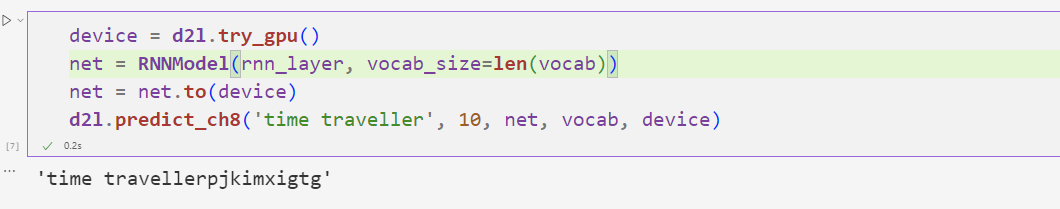 device = d2l.try_gpu()
net = RNNModel(rnn_layer, vocab_size=len(vocab))
net = net.to(device)
d2l.predict_ch8('time traveller', 10, net, vocab, device)
[7] ✓ 0.2s
... 'time travellerpjkimxigtg'